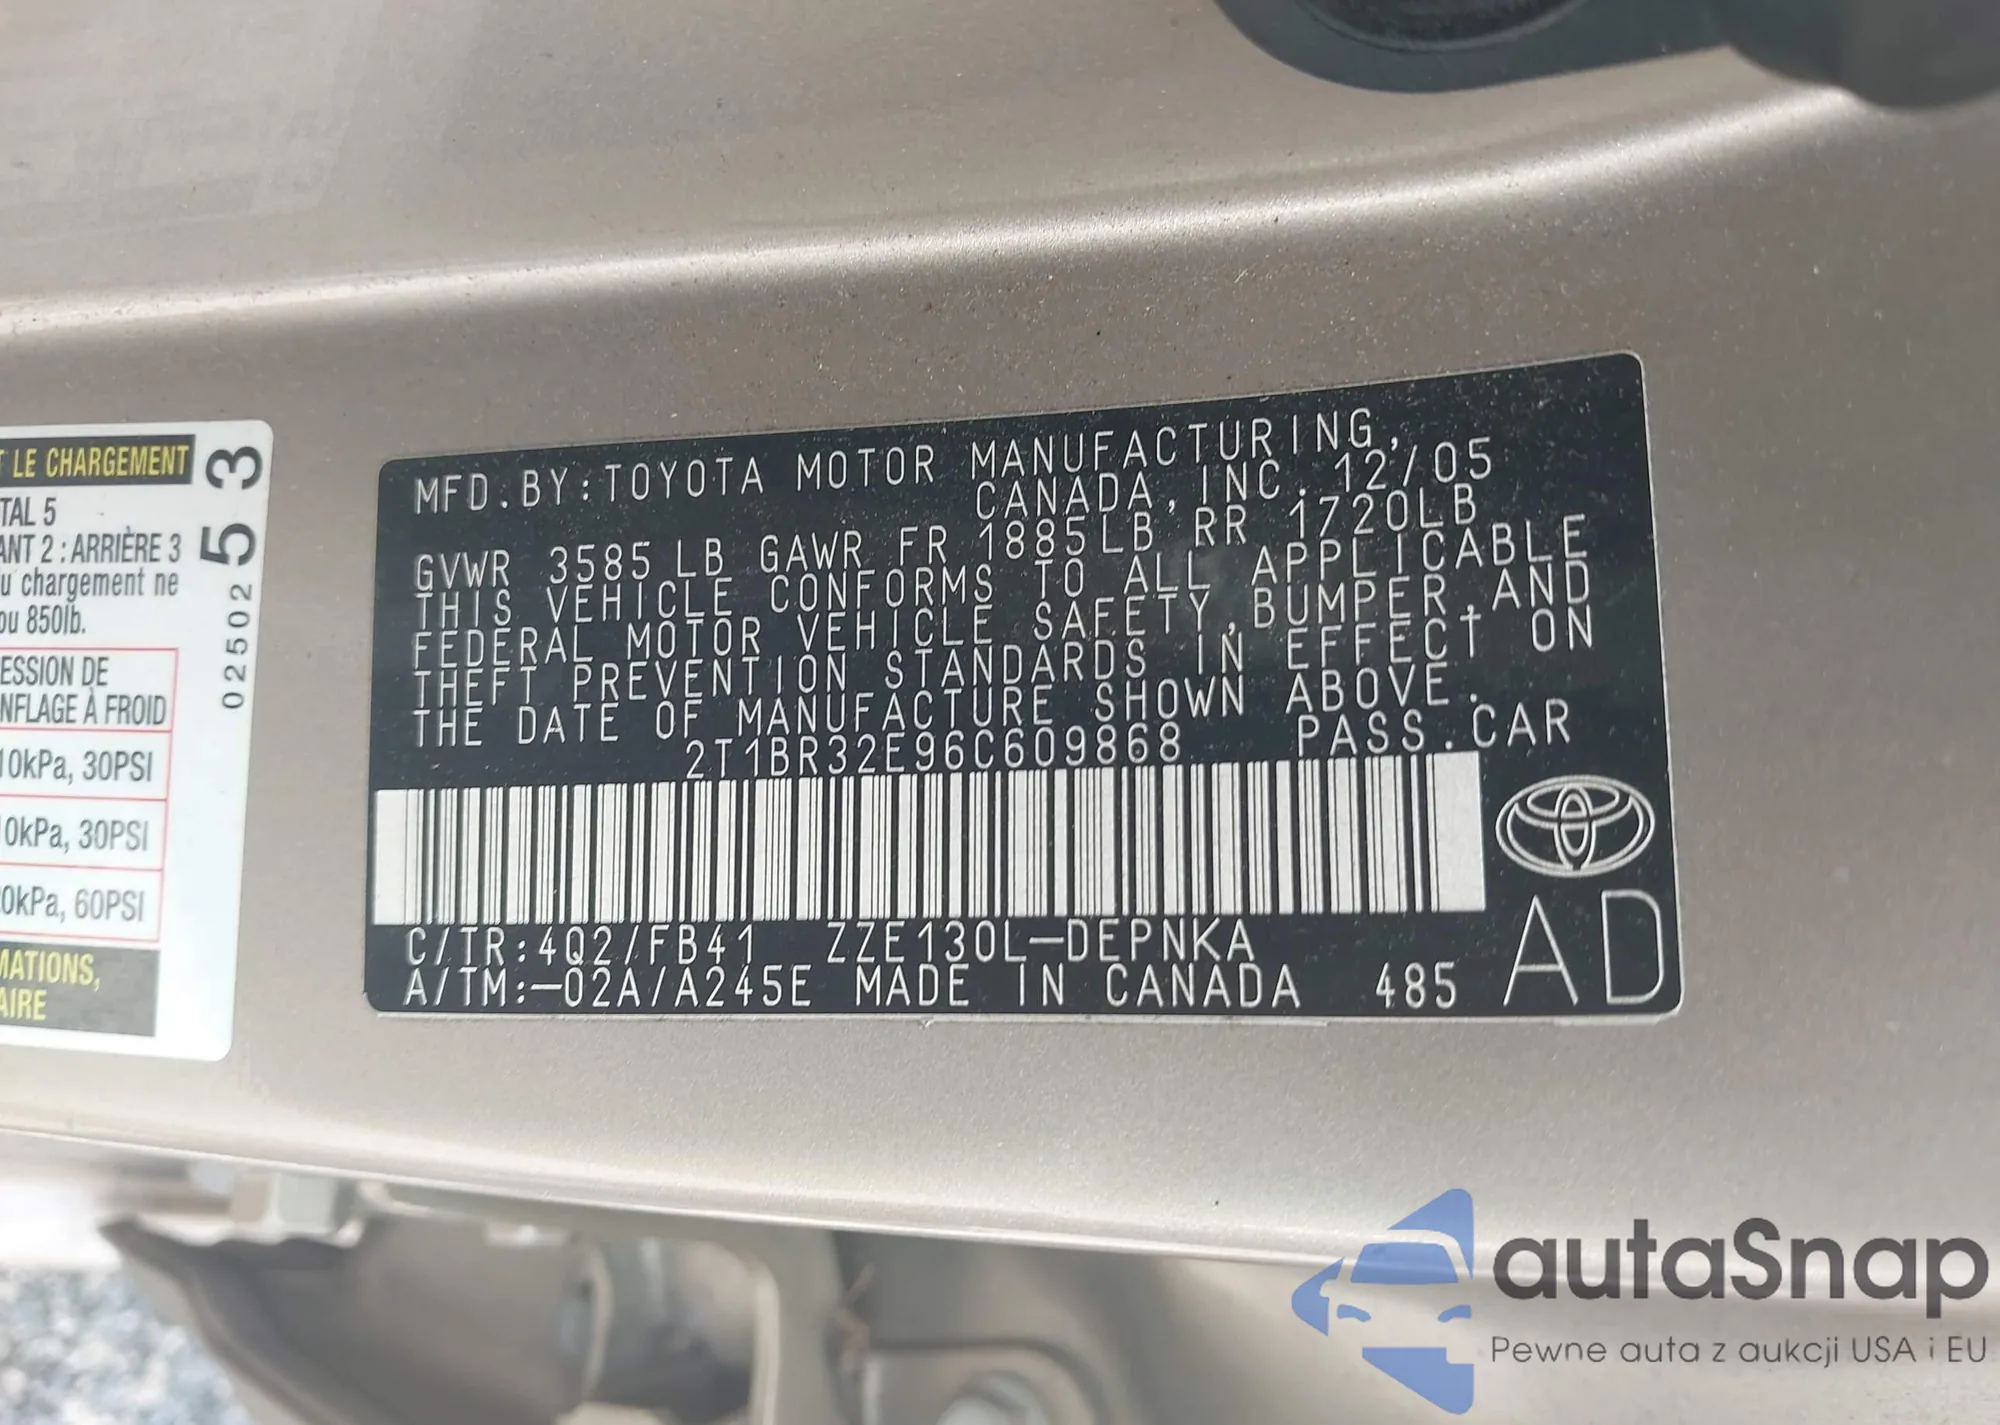 LE CHARGEMENT
TAL 5
ANT 2 : ARRIÈRE 3
u chargement ne
ou 850lb.
ESSION DE
NFLAGE À FROID
10kPa, 30PSI
10kPa, 30PSI
0kPa, 60PSI
MATIONS,
AIRE
02502 53
MFD.BY:TOYOTA MOTOR MANUFACTURING,
CANADA,INC. 12/05
GVWR 3585LB GAWR FR 1885LB RR 1720LB
THIS VEHICLE CONFORMS TO ALL APPLICABLE
FEDERAL MOTOR VEHICLE SAFETY,BUMPER,AND
THEFT PREVENTION STANDARDS IN EFFECT ON
THE DATE OF MANUFACTURE SHOWN ABOVE.
2T1BR32E96C609868 PASS.CAR
C/TR:4Q2/FB41 ZZE130L-DEPNKA
A/TM:-02A/A245E MADE IN CANADA 485
AD
autaSnap
Pewne auta z aukcji USA i EU